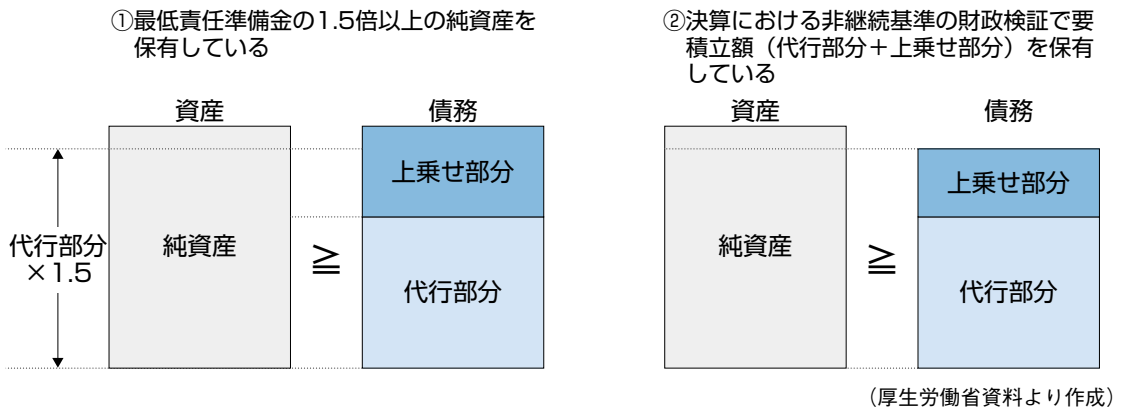 ①最低責任準備金の1.5倍以上の純資産を
保有している
資産
債務
上乗せ部分
代行部分
×1.5
純資産
≧
代行部分
②決算における非継続基準の財政検証で要
積立額（代行部分＋上乗せ部分）を保有
している
資産
債務
上乗せ部分
純資産
≧
代行部分
（厚生労働省資料より作成）